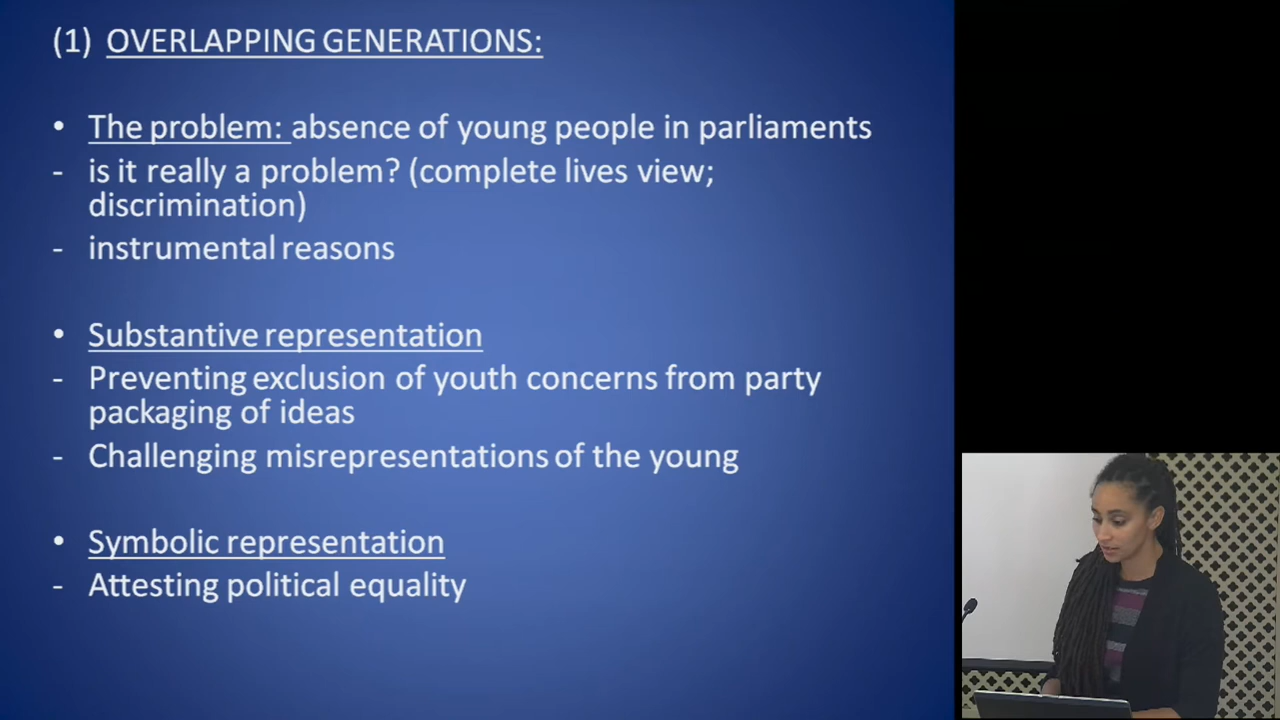 (1) OVERLAPPING GENERATIONS:
• The problem: absence of young people in parliaments
- is it really a problem? (complete lives view;
discrimination)
- instrumental reasons
• Substantive representation
- Preventing exclusion of youth concerns from party
packaging of ideas
- Challenging misrepresentations of the young
• Symbolic representation
- Attesting political equality